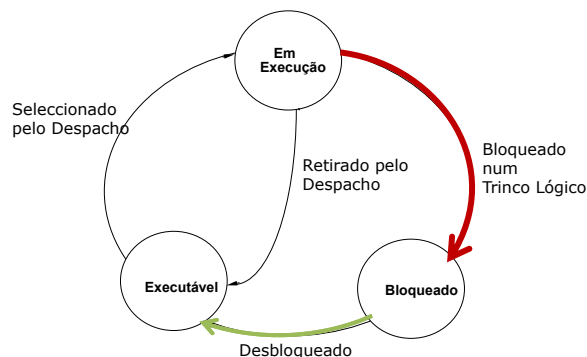 Em
Execução
Seleccionado
pelo Despacho
Bloqueado
num
Trinco Lógico
Retirado pelo
Despacho
Executável
Bloqueado
Desbloqueado